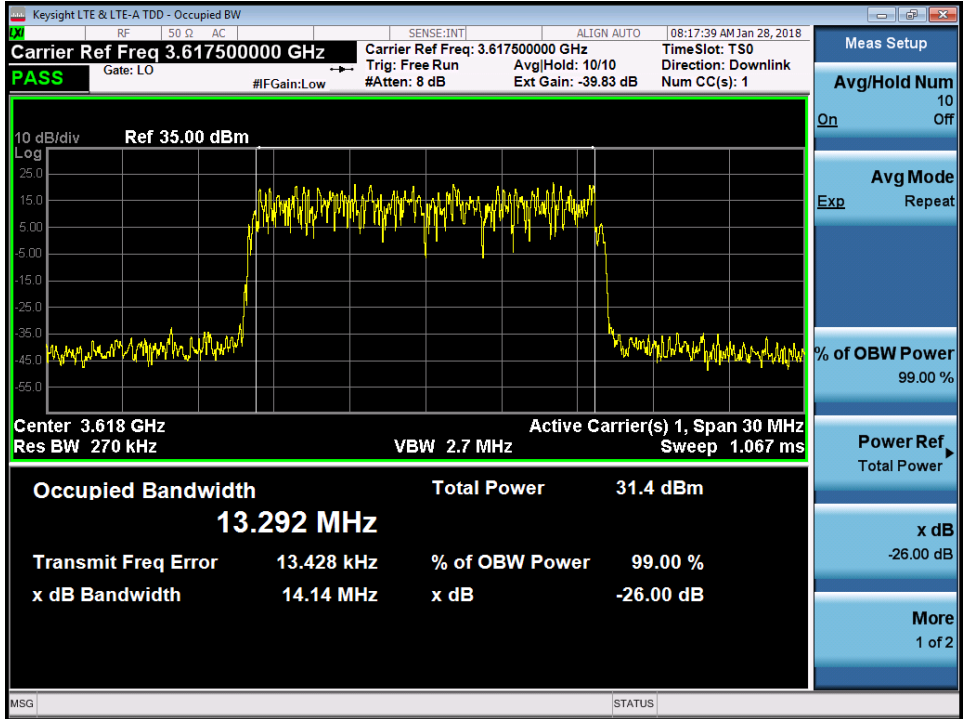 Keysight LTE & LTE-A TDD - Occupied BW
LXI RF 50 Ω AC SENSE:INT ALIGN AUTO 08:17:39 AM Jan 28, 2018
Carrier Ref Freq 3.617500000 GHz
Carrier Ref Freq: 3.617500000 GHz TimeSlot: TS0
PASS Gate: LO Trig: Free Run Avg|Hold: 10/10 Direction: Downlink
#IFGain:Low #Atten: 8 dB Ext Gain: -39.83 dB Num CC(s): 1
10 dB/div Ref 35.00 dBm
Log
25.0
15.0
5.00
-5.00
-15.0
-25.0
-35.0
-45.0
-55.0
Center 3.618 GHz Active Carrier(s) 1, Span 30 MHz
Res BW 270 kHz VBW 2.7 MHz Sweep 1.067 ms
Occupied Bandwidth Total Power 31.4 dBm
13.292 MHz
Transmit Freq Error 13.428 kHz % of OBW Power 99.00 %
x dB Bandwidth 14.14 MHz x dB -26.00 dB
Meas Setup
Avg/Hold Num
10
On Off
Avg Mode
Exp Repeat
% of OBW Power
99.00 %
Power Ref
Total Power
x dB
-26.00 dB
More
1 of 2
MSG STATUS